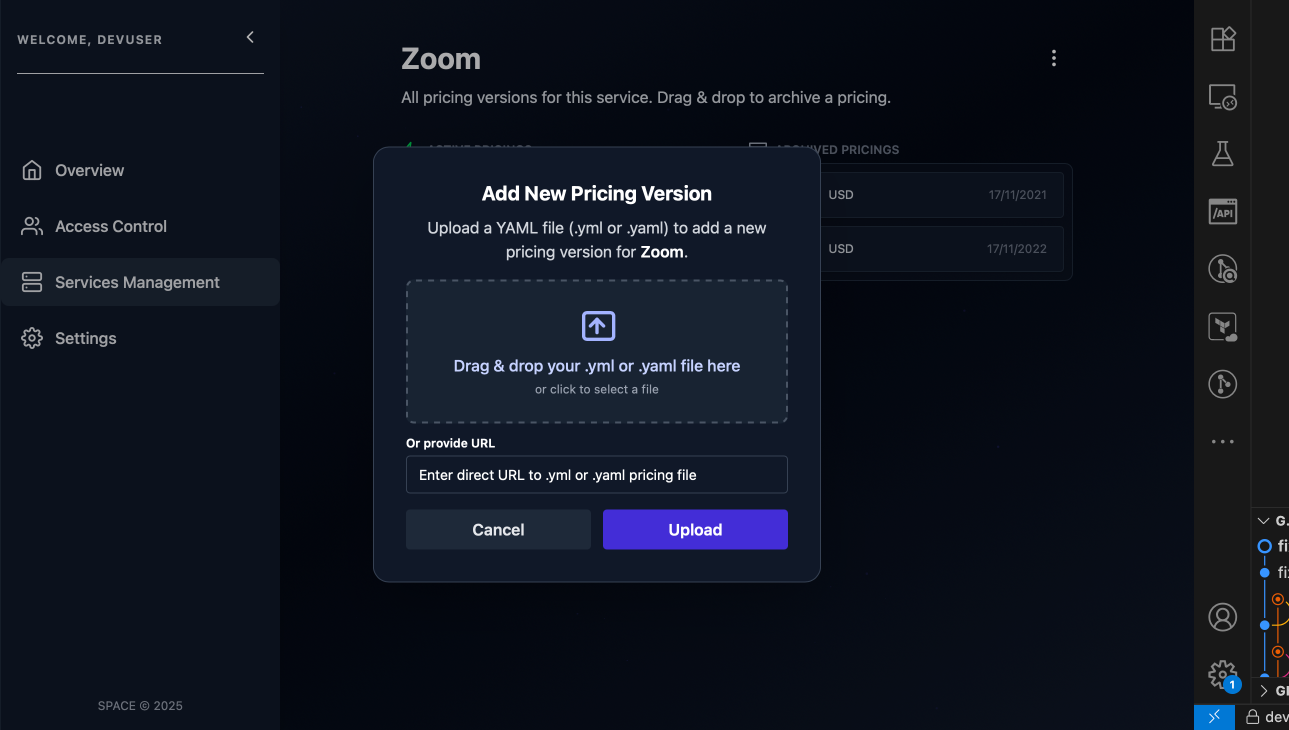 WELCOME, DEVUSER
Overview
Access Control
Services Management
Settings
SPACE © 2025
Zoom
All pricing versions for this service. Drag & drop to archive a pricing.
ACTIVE PRICINGS
ARCHIVED PRICINGS
USD 17/11/2021
USD 17/11/2022
Add New Pricing Version
Upload a YAML file (.yml or .yaml) to add a new
pricing version for Zoom.
Drag & drop your .yml or .yaml file here
or click to select a file
Or provide URL
Enter direct URL to .yml or .yaml pricing file
Cancel
Upload
/API
1
G.
fi
dev